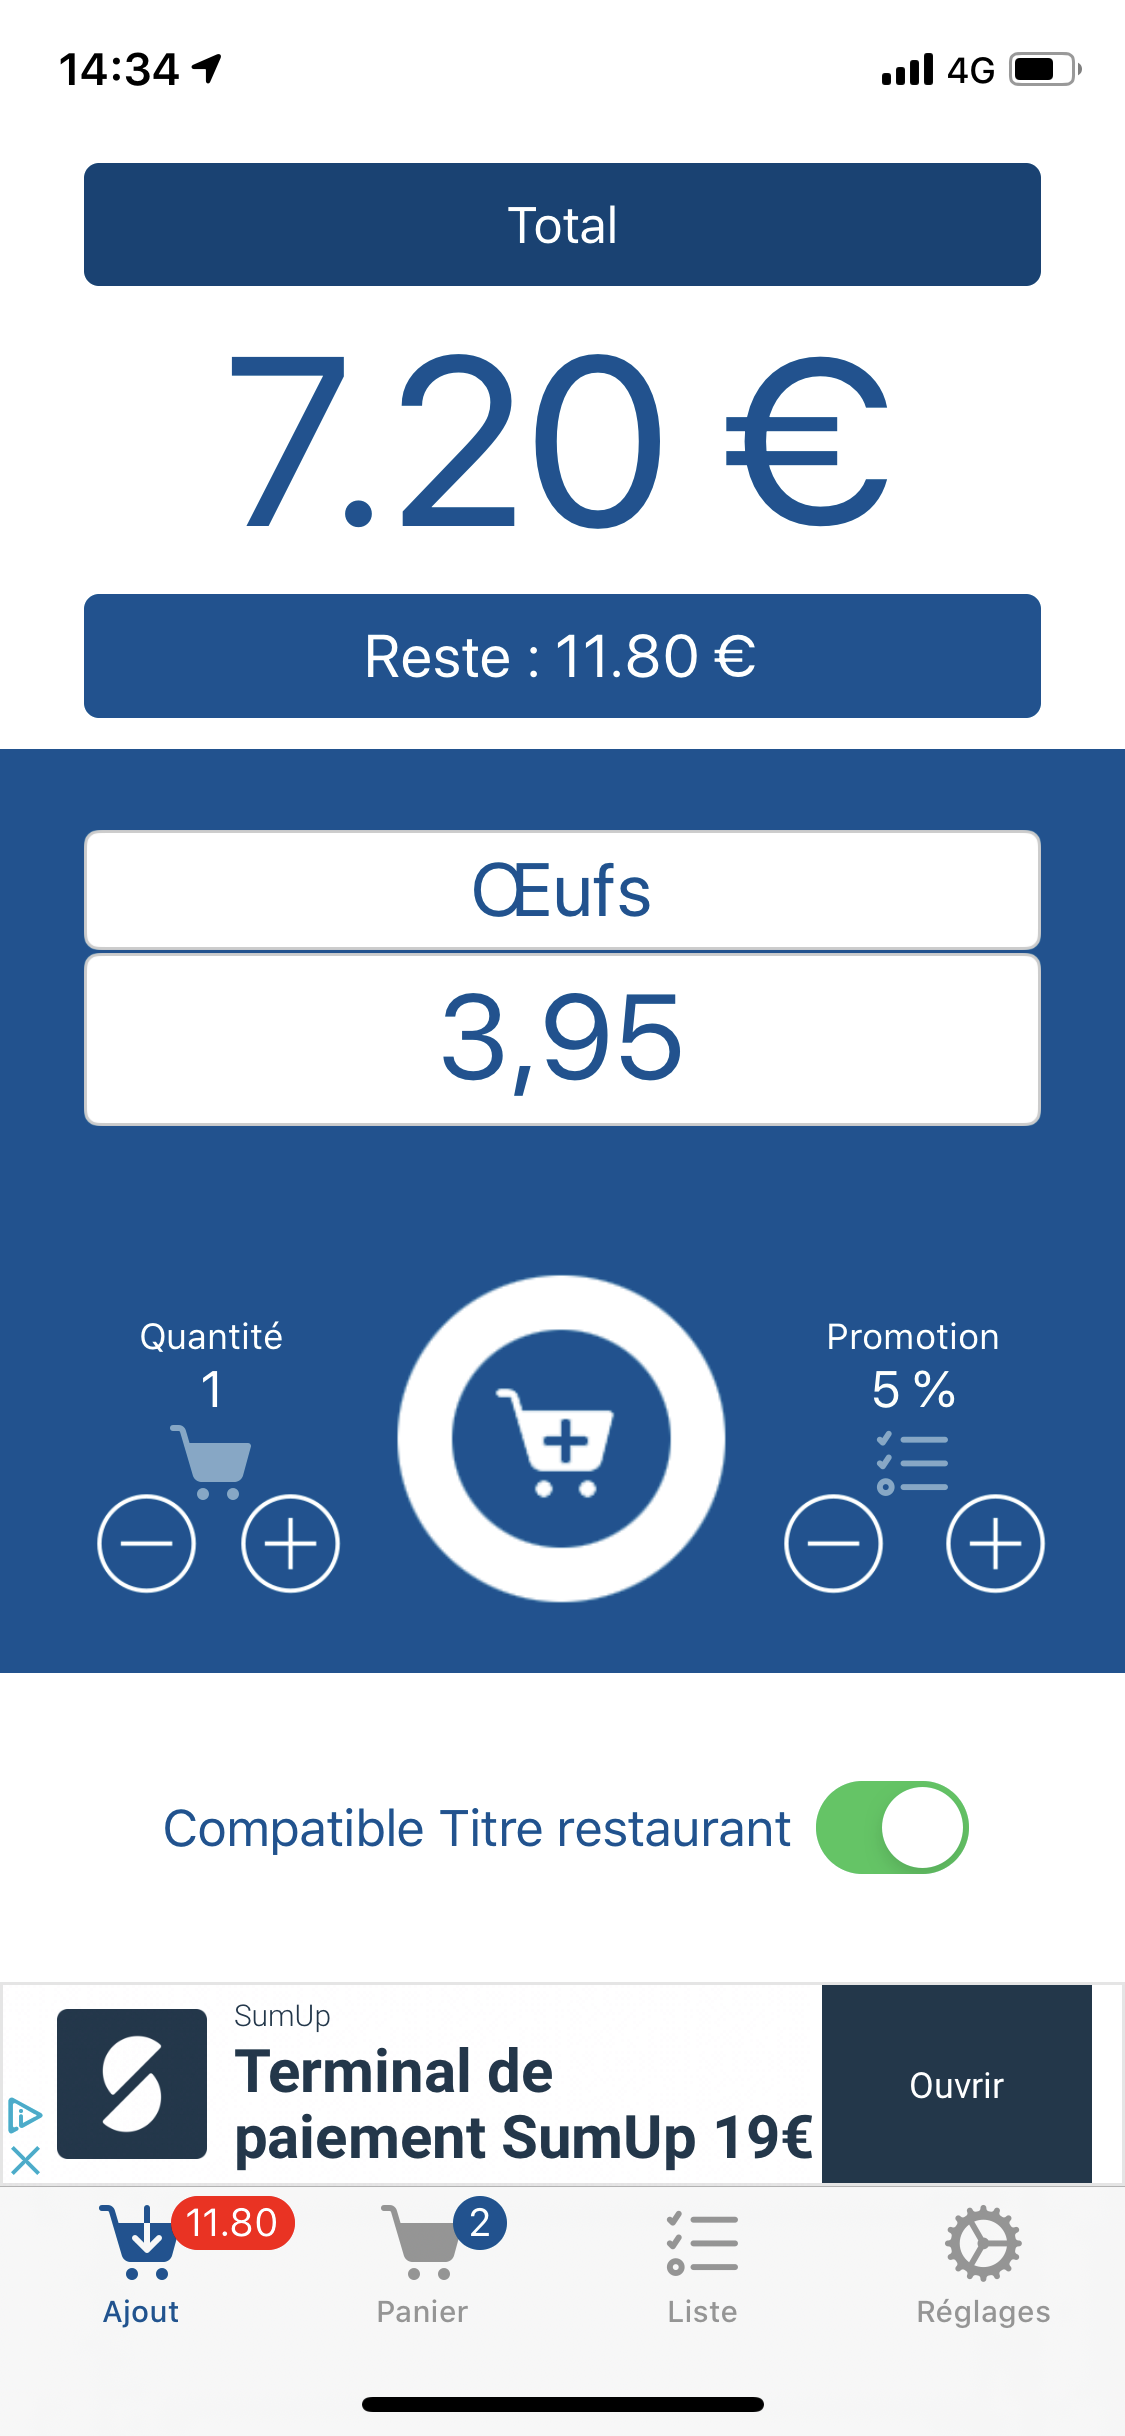 14:34
4G
Total
7.20 €
Reste : 11.80 €
Œufs
3,95
Quantité
1
Promotion
5 %
Compatible Titre restaurant
SumUp
Terminal de
paiement SumUp 19€
Ouvrir
11.80
2
Ajout
Panier
Liste
Réglages